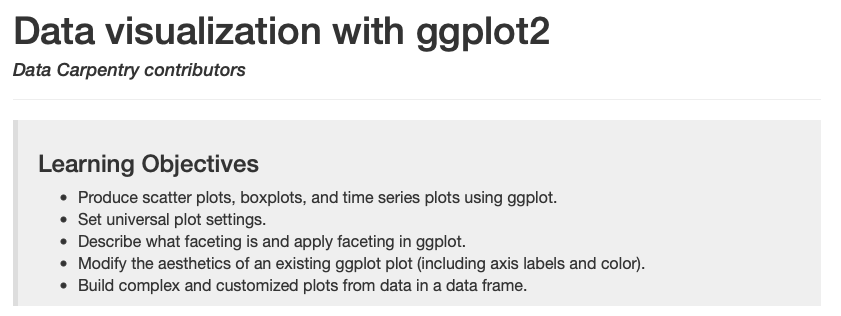 Data visualization with ggplot2
Data Carpentry contributors
Learning Objectives
• Produce scatter plots, boxplots, and time series plots using ggplot.
• Set universal plot settings.
• Describe what faceting is and apply faceting in ggplot.
• Modify the aesthetics of an existing ggplot plot (including axis labels and color).
• Build complex and customized plots from data in a data frame.